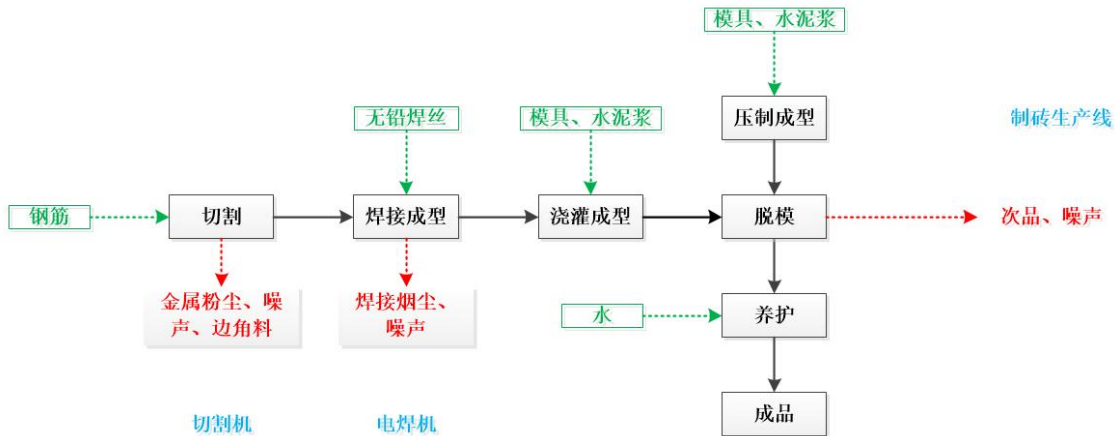 模具、水泥浆
无铅焊丝
模具、水泥浆
压制成型
制砖生产线
钢筋
切割
焊接成型
浇灌成型
脱模
次品、噪声
金属粉尘、噪
声、边角料
焊接烟尘、
噪声
水
养护
成品
切割机
电焊机